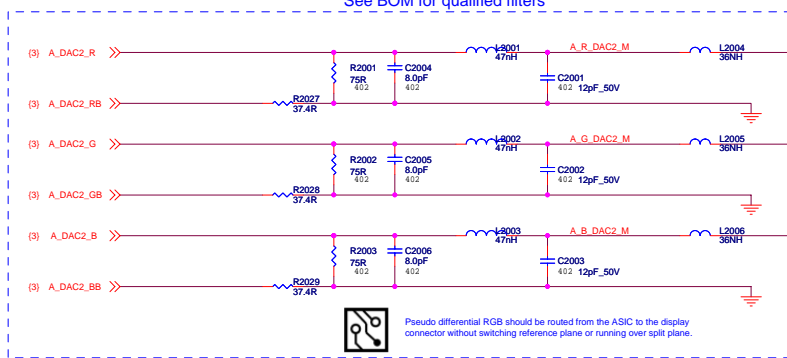 See BOM for qualified filters
{3} A_DAC2_R
L2001
47nH
A_R_DAC2_M
L2004
36NH
R2001
75R
402
C2004
8.0pF
402
C2001
402 12pF_50V
{3} A_DAC2_RB
R2027
37.4R
{3} A_DAC2_G
L2002
47nH
A_G_DAC2_M
L2005
36NH
R2002
75R
402
C2005
8.0pF
402
C2002
402 12pF_50V
{3} A_DAC2_GB
R2028
37.4R
{3} A_DAC2_B
L2003
47nH
A_B_DAC2_M
L2006
36NH
R2003
75R
402
C2006
8.0pF
402
C2003
402 12pF_50V
{3} A_DAC2_BB
R2029
37.4R
Pseudo differential RGB should be routed from the ASIC to the display
connector without switching reference plane or running over split plane.